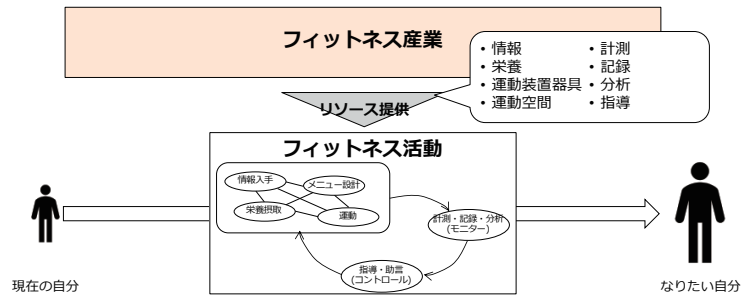 フィットネス産業
・情報
・栄養
・運動装置器具
・運動空間
・計測
・記録
・分析
・指導
リソース提供
フィットネス活動
情報入手
メニュー設計
栄養摂取
運動
計測・記録・分析
(モニター)
指導・助言
(コントロール)
現在の自分
なりたい自分